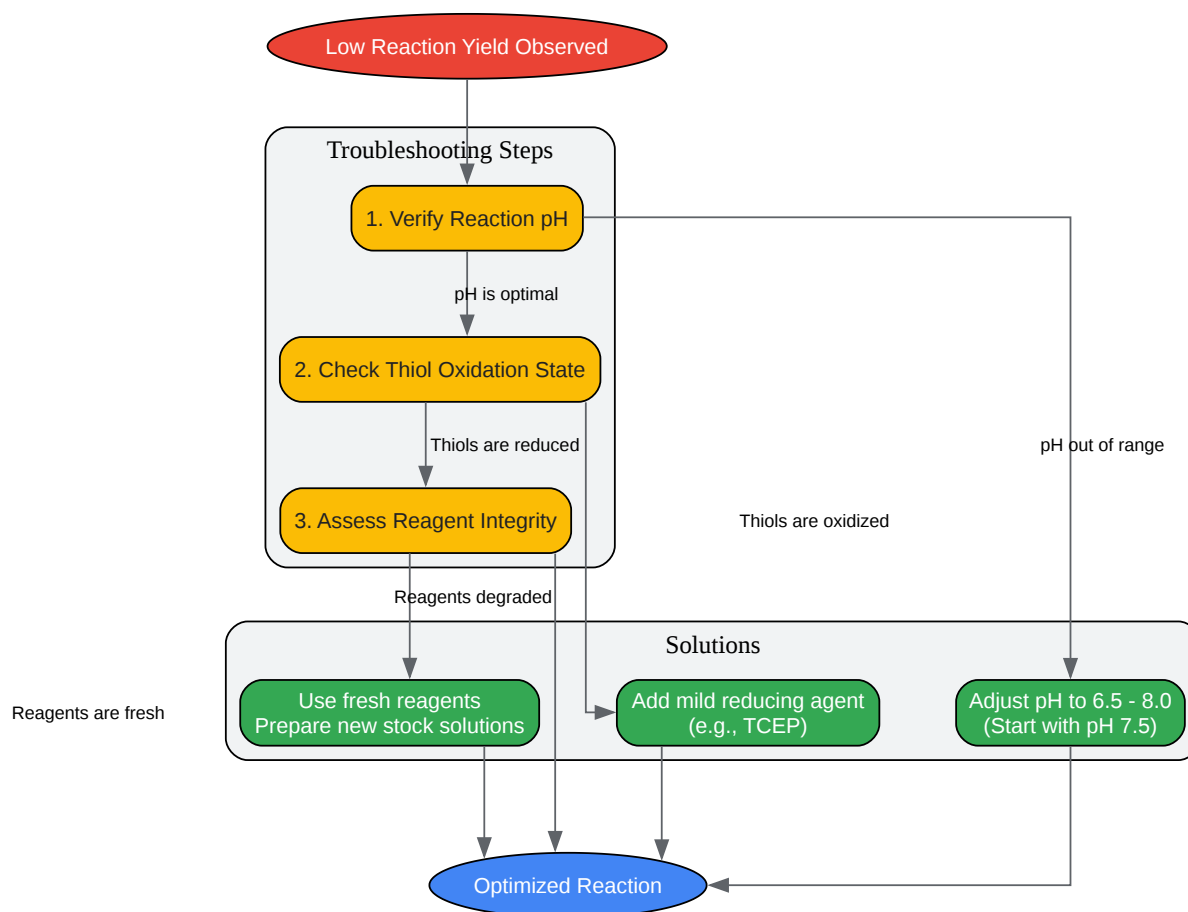 Low Reaction Yield Observed
Troubleshooting Steps
1. Verify Reaction pH
pH is optimal
2. Check Thiol Oxidation State
Thiols are reduced
pH out of range
3. Assess Reagent Integrity
Thiols are oxidized
Reagents degraded
Solutions
Reagents are fresh
Use fresh reagents
Prepare new stock solutions
Add mild reducing agent
(e.g., TCEP)
Adjust pH to 6.5 - 8.0
(Start with pH 7.5)
Optimized Reaction